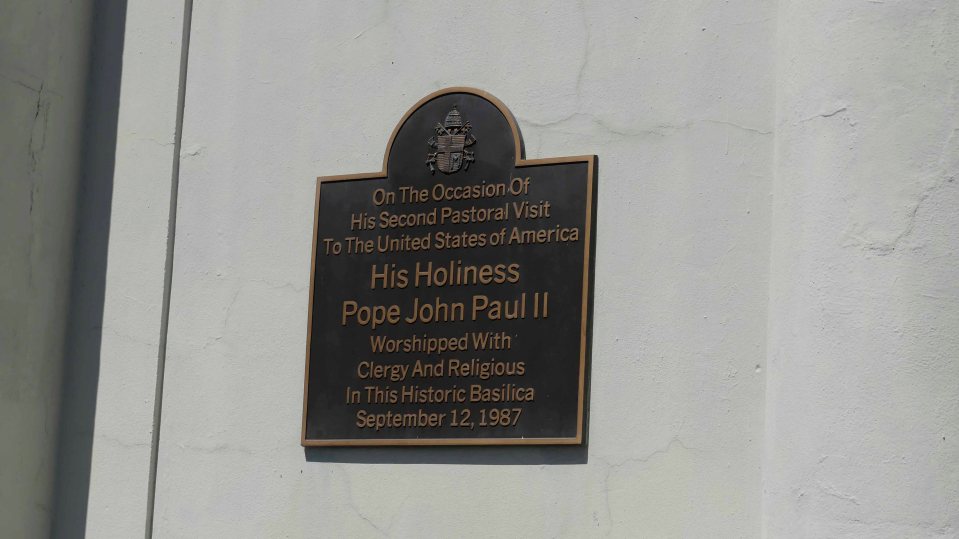 On The Occasion Of
His Second Pastoral Visit
To The United States of America
His Holiness
Pope John Paul II
Worshipped With
Clergy And Religious
In This Historic Basilica
September 12, 1987